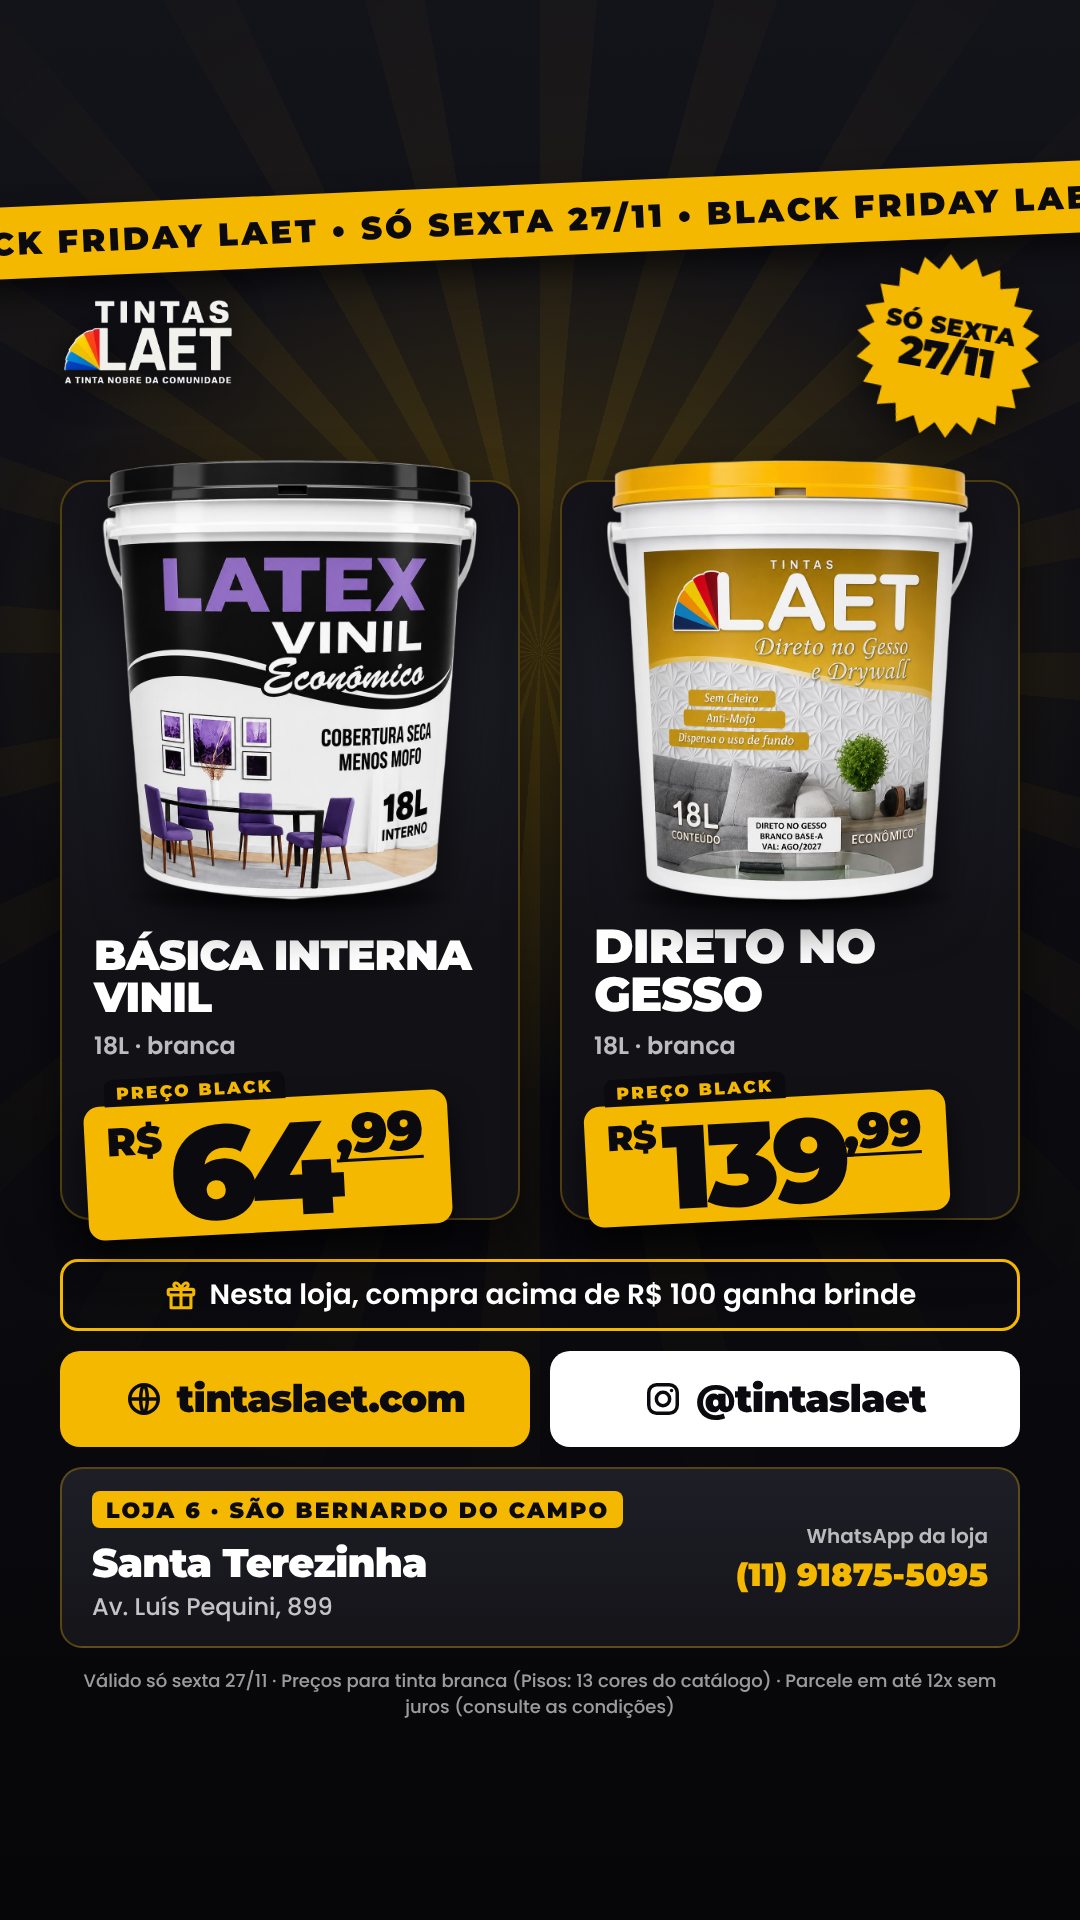 CK FRIDAY LAET • SÓ SEXTA 27/11 • BLACK FRIDAY LAE
TINTAS
LAET
A TINTA NOBRE DA COMUNIDADE
SÓ SEXTA
27/11
LATEX
VINIL
Econômico
COBERTURA SECA
MENOS MOFO
18L
INTERNO
TINTAS
LAET
Direto no Gesso
e Drywall
Sem Cheiro
Anti-Mofo
Dispensa o uso de fundo
18L
CONTEÚDO
DIRETO NO GESSO
BRANCO BASE-A
VAL: AGO/2027
ECONÔMICO
BÁSICA INTERNA
VINIL
18L · branca
PREÇO BLACK
R$ 64,99
DIRETO NO
GESSO
18L · branca
PREÇO BLACK
R$ 139,99
Nesta loja, compra acima de R$ 100 ganha brinde
tintaslaet.com
@tintaslaet
LOJA 6 · SÃO BERNARDO DO CAMPO
Santa Terezinha
Av. Luís Pequini, 899
WhatsApp da loja
(11) 91875-5095
Válido só sexta 27/11 · Preços para tinta branca (Pisos: 13 cores do catálogo) · Parcele em até 12x sem
juros (consulte as condições)